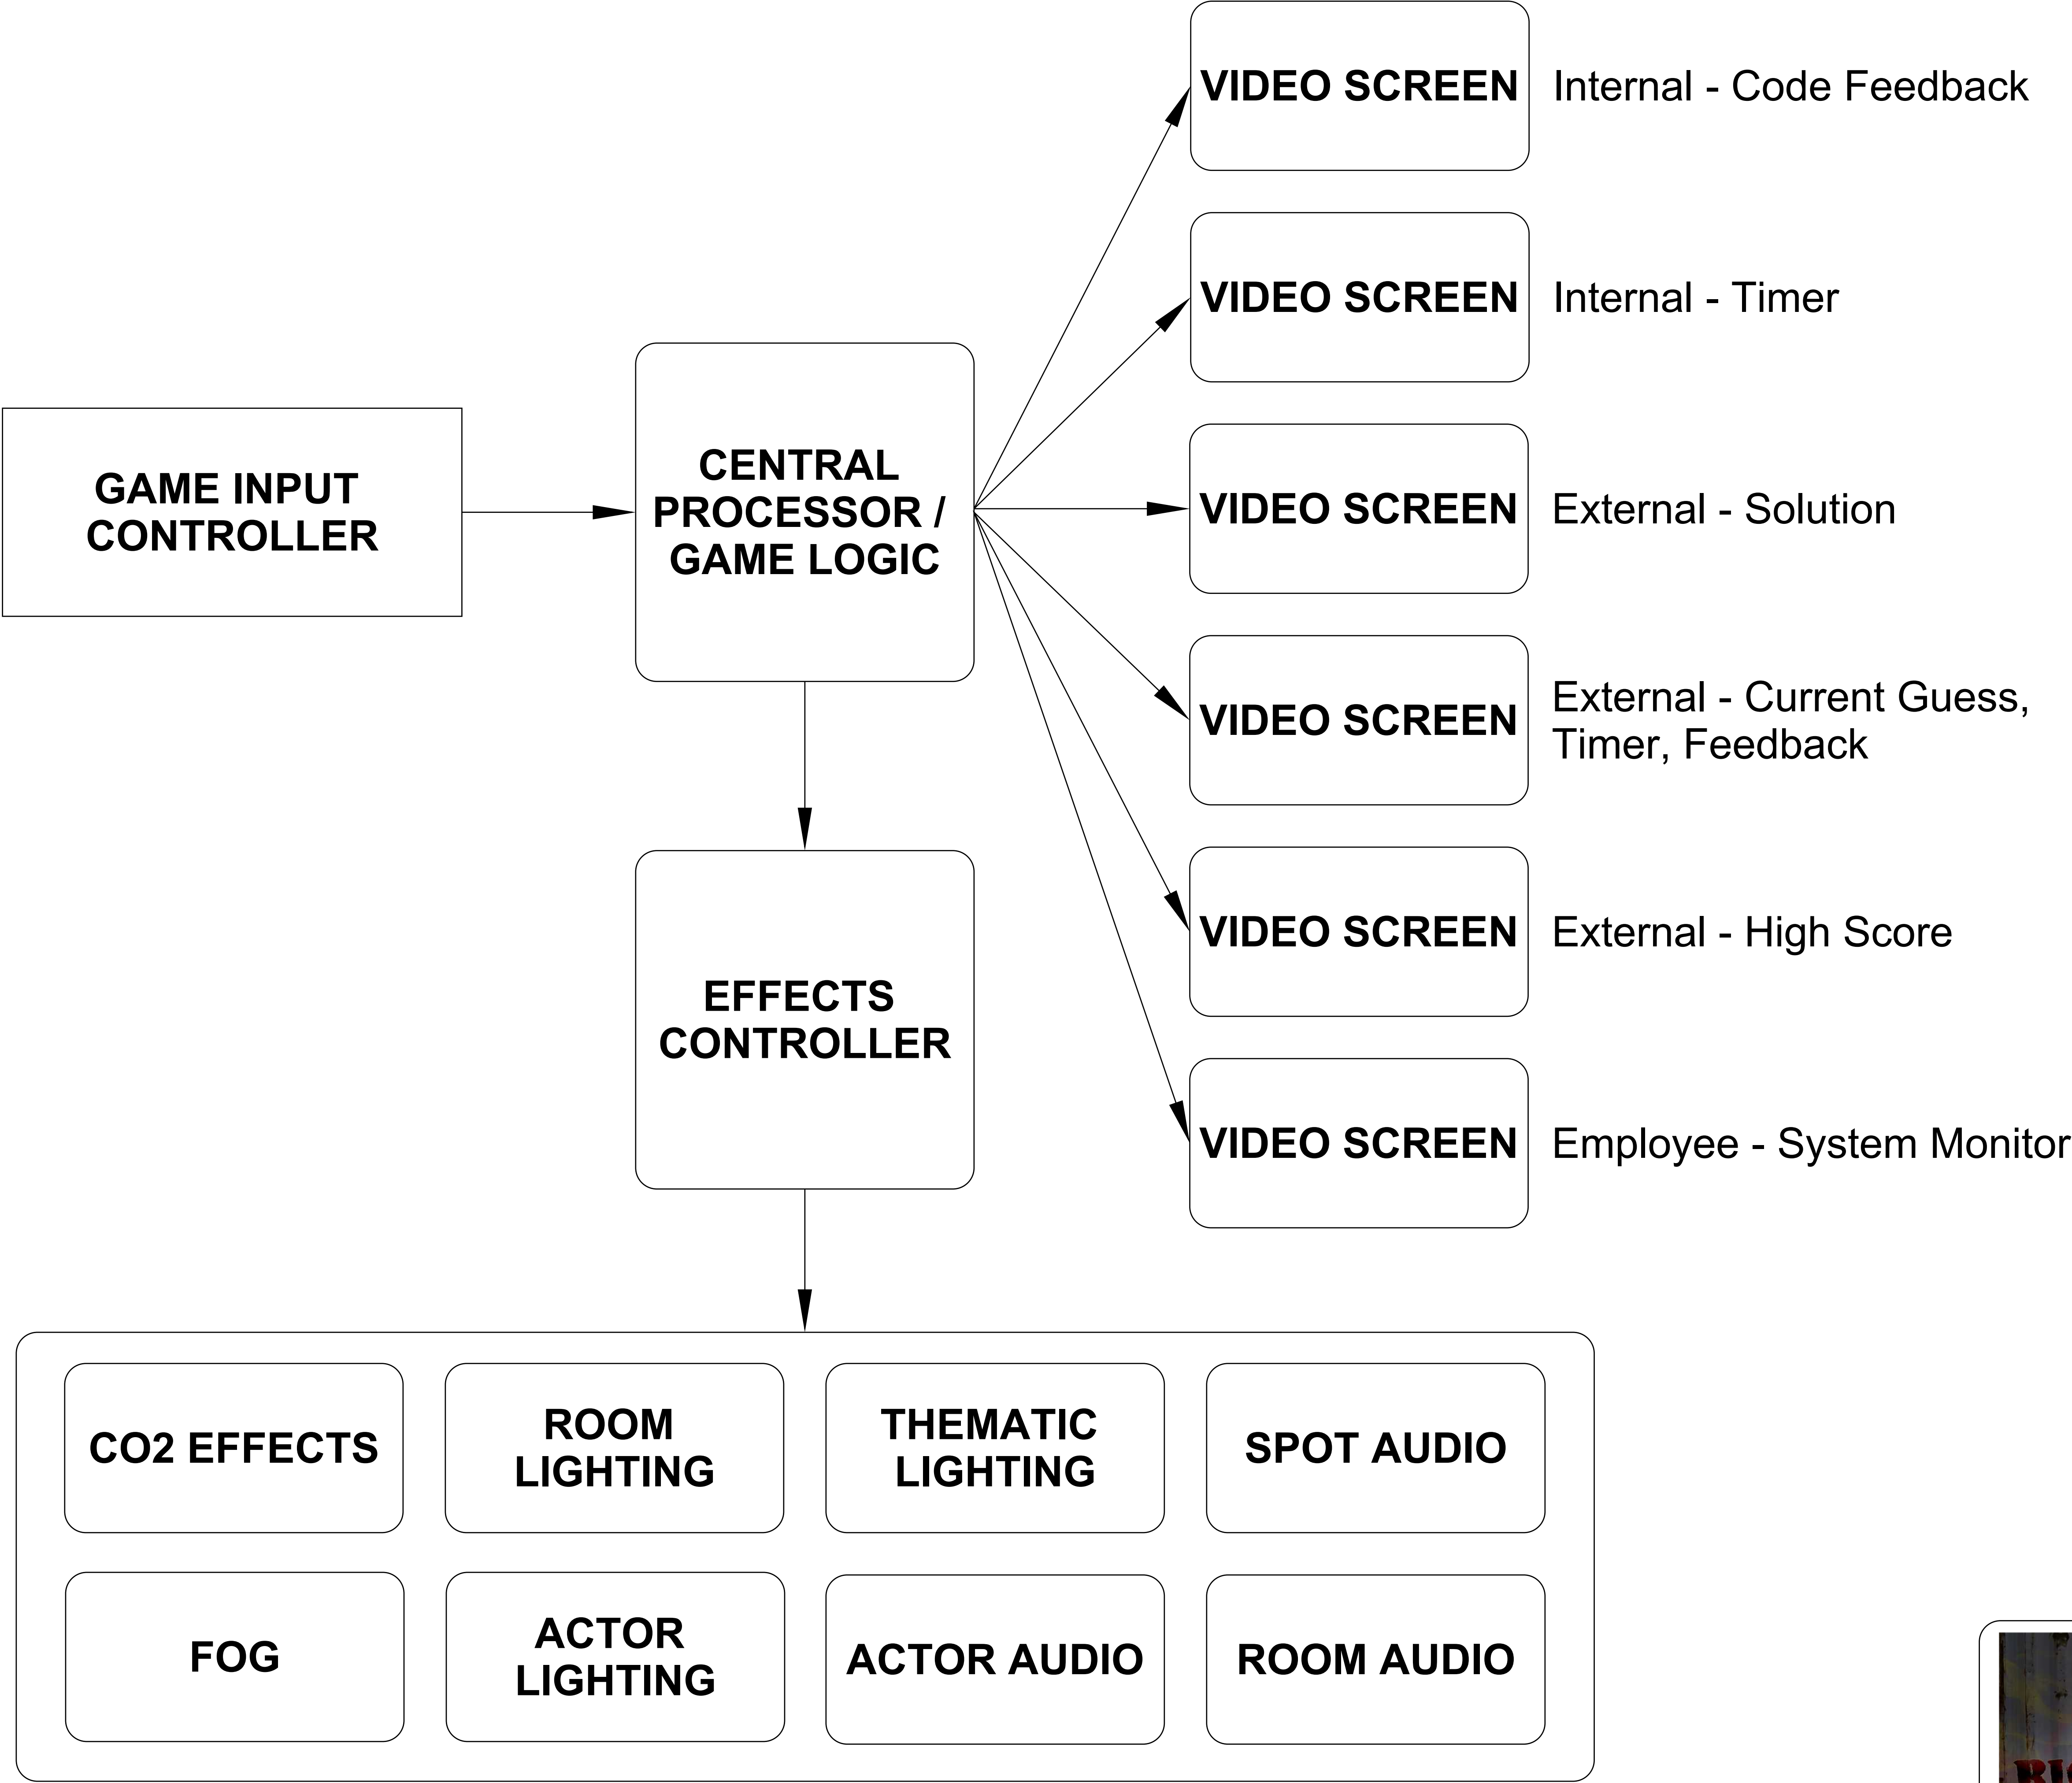 VIDEO SCREEN
Internal - Code Feedback
VIDEO SCREEN
Internal - Timer
GAME INPUT
CONTROLLER
CENTRAL
PROCESSOR /
GAME LOGIC
VIDEO SCREEN
External - Solution
VIDEO SCREEN
External - Current Guess,
Timer, Feedback
VIDEO SCREEN
External - High Score
EFFECTS
CONTROLLER
VIDEO SCREEN
Employee - System Monitor
CO2 EFFECTS
ROOM
LIGHTING
THEMATIC
LIGHTING
SPOT AUDIO
FOG
ACTOR
LIGHTING
ACTOR AUDIO
ROOM AUDIO